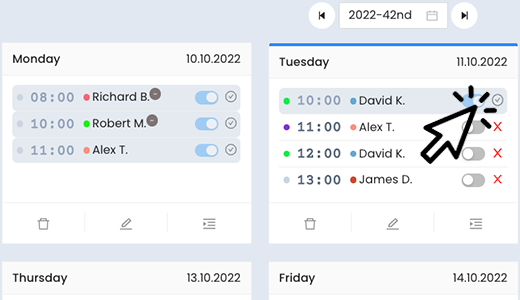 2022-42nd
Monday 10.10.2022
08:00 Richard B.
10:00 Robert M.
11:00 Alex T.
Tuesday 11.10.2022
10:00 David K.
11:00 Alex T.
12:00 David K.
13:00 James D.
Thursday 13.10.2022
Friday 14.10.2022